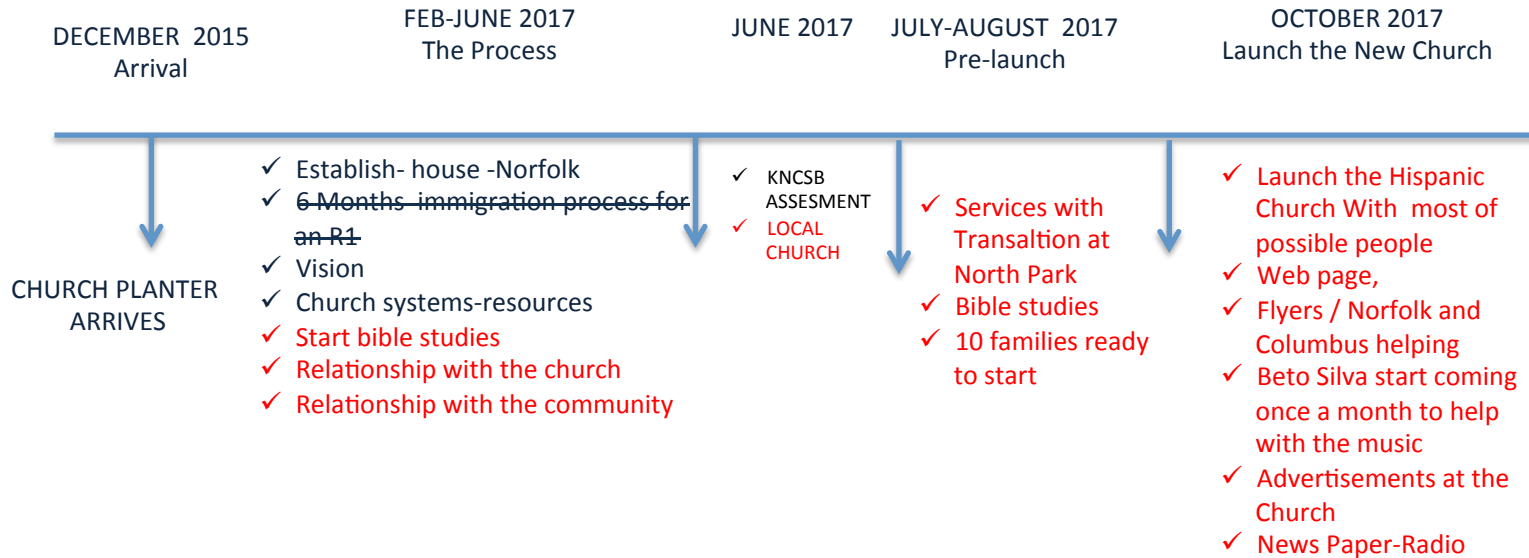 DECEMBER 2015
Arrival
FEB-JUNE 2017
The Process
JUNE 2017
JULY-AUGUST 2017
Pre-launch
OCTOBER 2017
Launch the New Church
CHURCH PLANTER
ARRIVES
✓ Establish- house -Norfolk
✓ 6 Months immigration process for
an R1
✓ Vision
✓ Church systems-resources
✓ Start bible studies
✓ Relationship with the church
✓ Relationship with the community
✓ KNCSB
ASSESMENT
✓ LOCAL
CHURCH
✓ Services with
Transaltion at
North Park
✓ Bible studies
✓ 10 families ready
to start
✓ Launch the Hispanic
Church With most of
possible people
✓ Web page,
✓ Flyers / Norfolk and
Columbus helping
✓ Beto Silva start coming
once a month to help
with the music
✓ Advertisements at the
Church
✓ News Paper-Radio